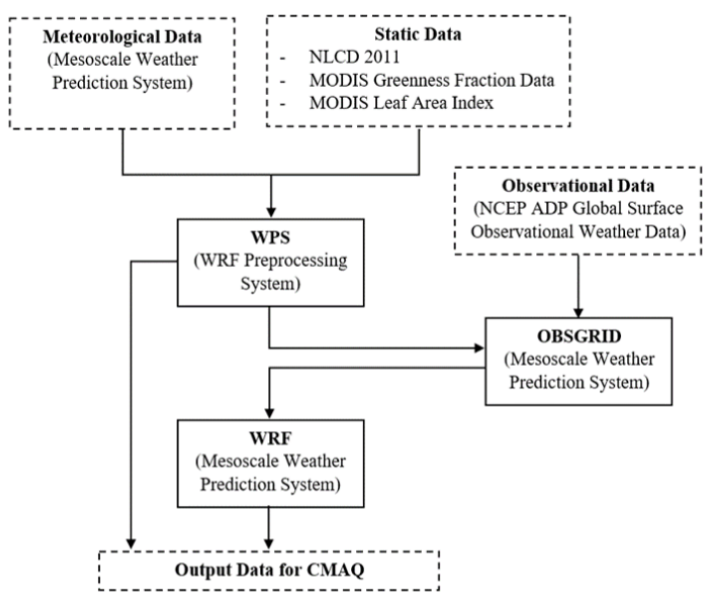 Meteorological Data
(Mesoscale Weather
Prediction System)
Static Data
- NLCD 2011
- MODIS Greenness Fraction Data
- MODIS Leaf Area Index
Observational Data
(NCEP ADP Global Surface
Observational Weather Data)
WPS
(WRF Preprocessing
System)
OBSGRID
(Mesoscale Weather
Prediction System)
WRF
(Mesoscale Weather
Prediction System)
Output Data for CMAQ